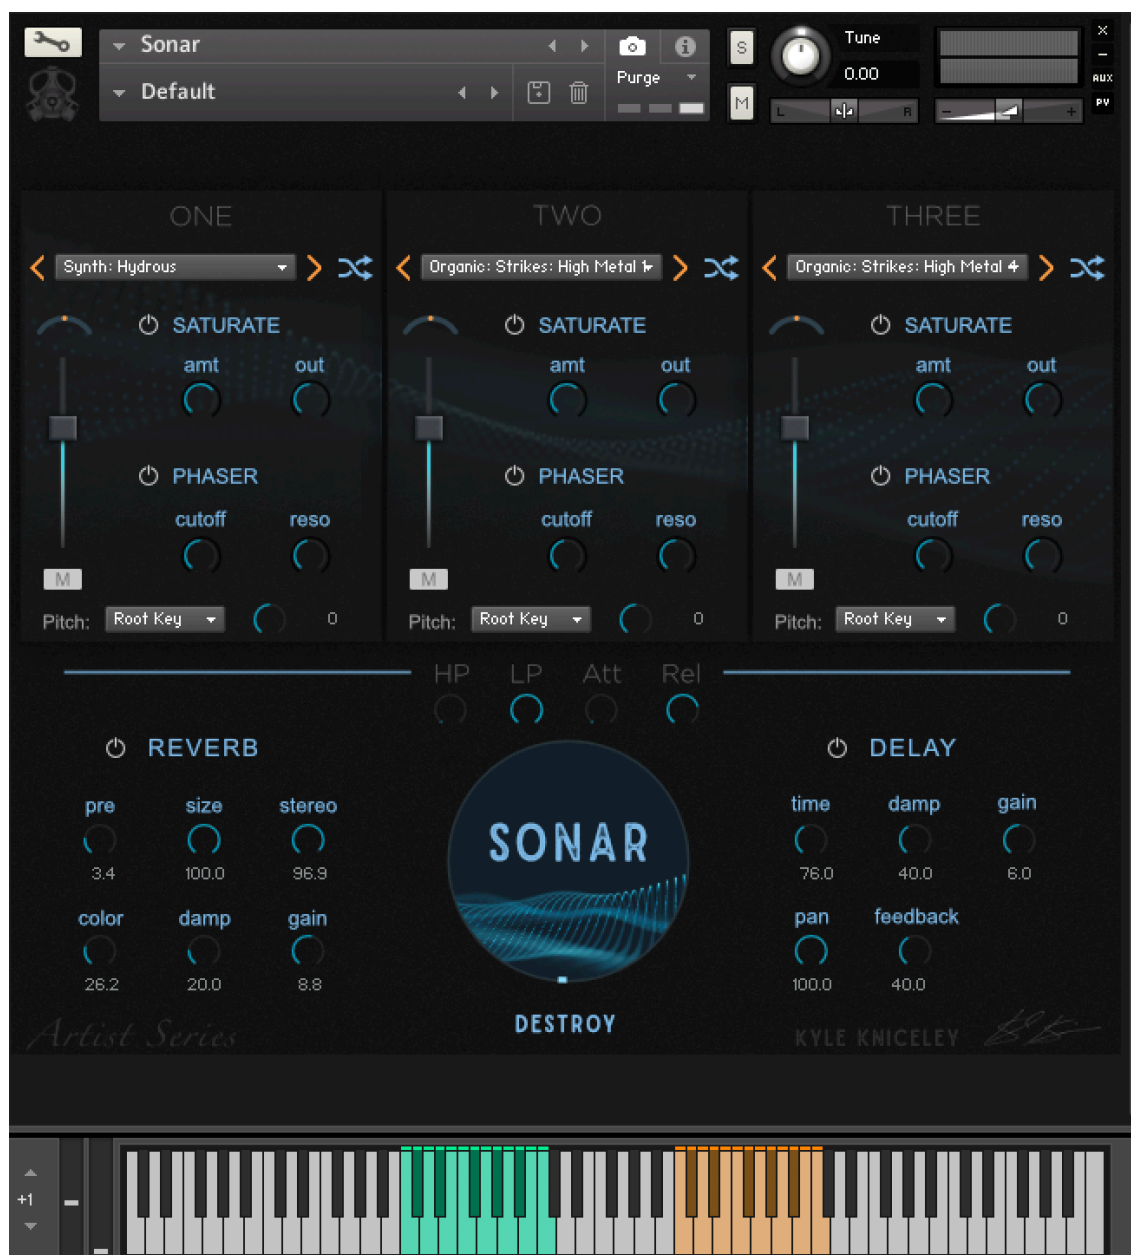 Sonar
S
Tune
×
–
Purge
0.00
AUX
Default
M
L
R
-
+
PV
ONE
TWO
THREE
Synth: Hydrous
Organic: Strikes: High Metal 1
Organic: Strikes: High Metal 4
SATURATE
SATURATE
SATURATE
amt out
amt out
amt out
PHASER
PHASER
PHASER
cutoff reso
cutoff reso
cutoff reso
M
M
M
Pitch: Root Key 0
Pitch: Root Key 0
Pitch: Root Key 0
HP LP Att Rel
REVERB
pre size stereo
3.4 100.0 96.9
color damp gain
26.2 20.0 8.8
SONAR
DESTROY
DELAY
time damp gain
76.0 40.0 6.0
pan feedback
100.0 40.0
Artist Series
KYLE KNICELEY
+1